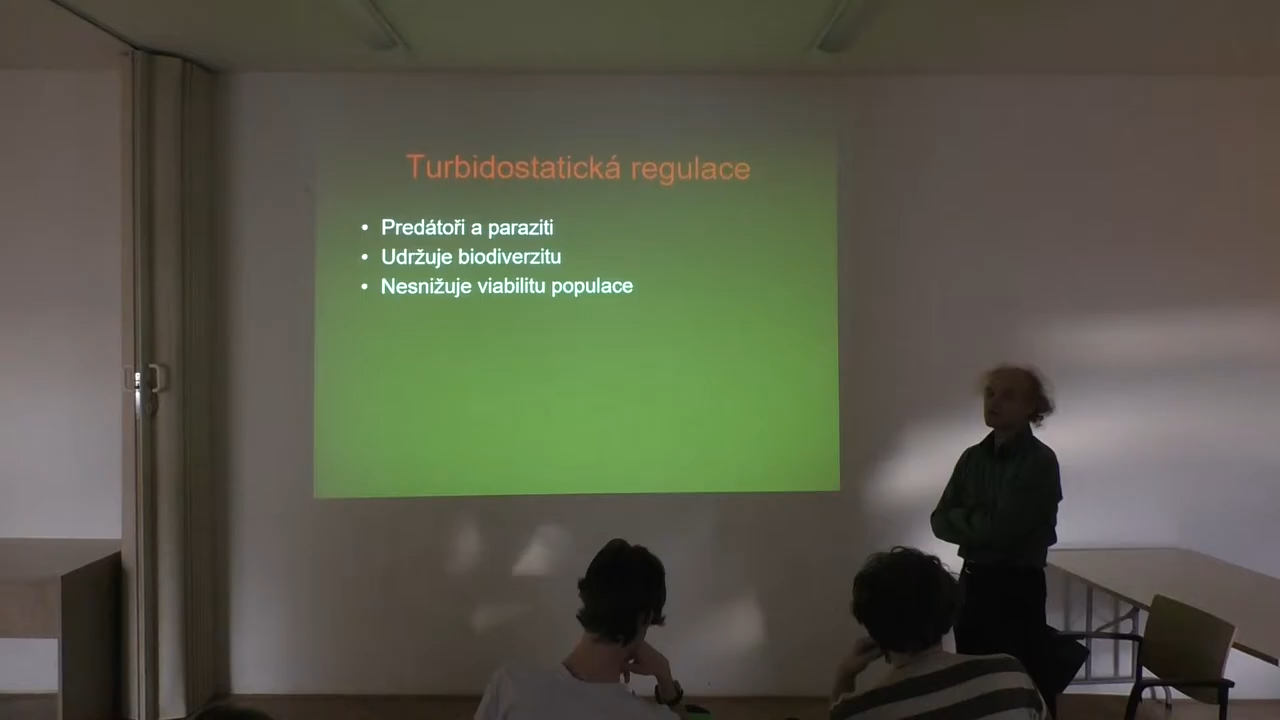 Turbidostatická regulace
• Predátoři a paraziti
• Udržuje biodiverzitu
• Nesnižuje viabilitu populace